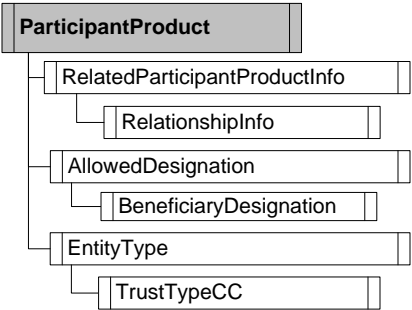 ParticipantProduct
RelatedParticipantProductInfo
RelationshipInfo
AllowedDesignation
BeneficiaryDesignation
EntityType
TrustTypeCC